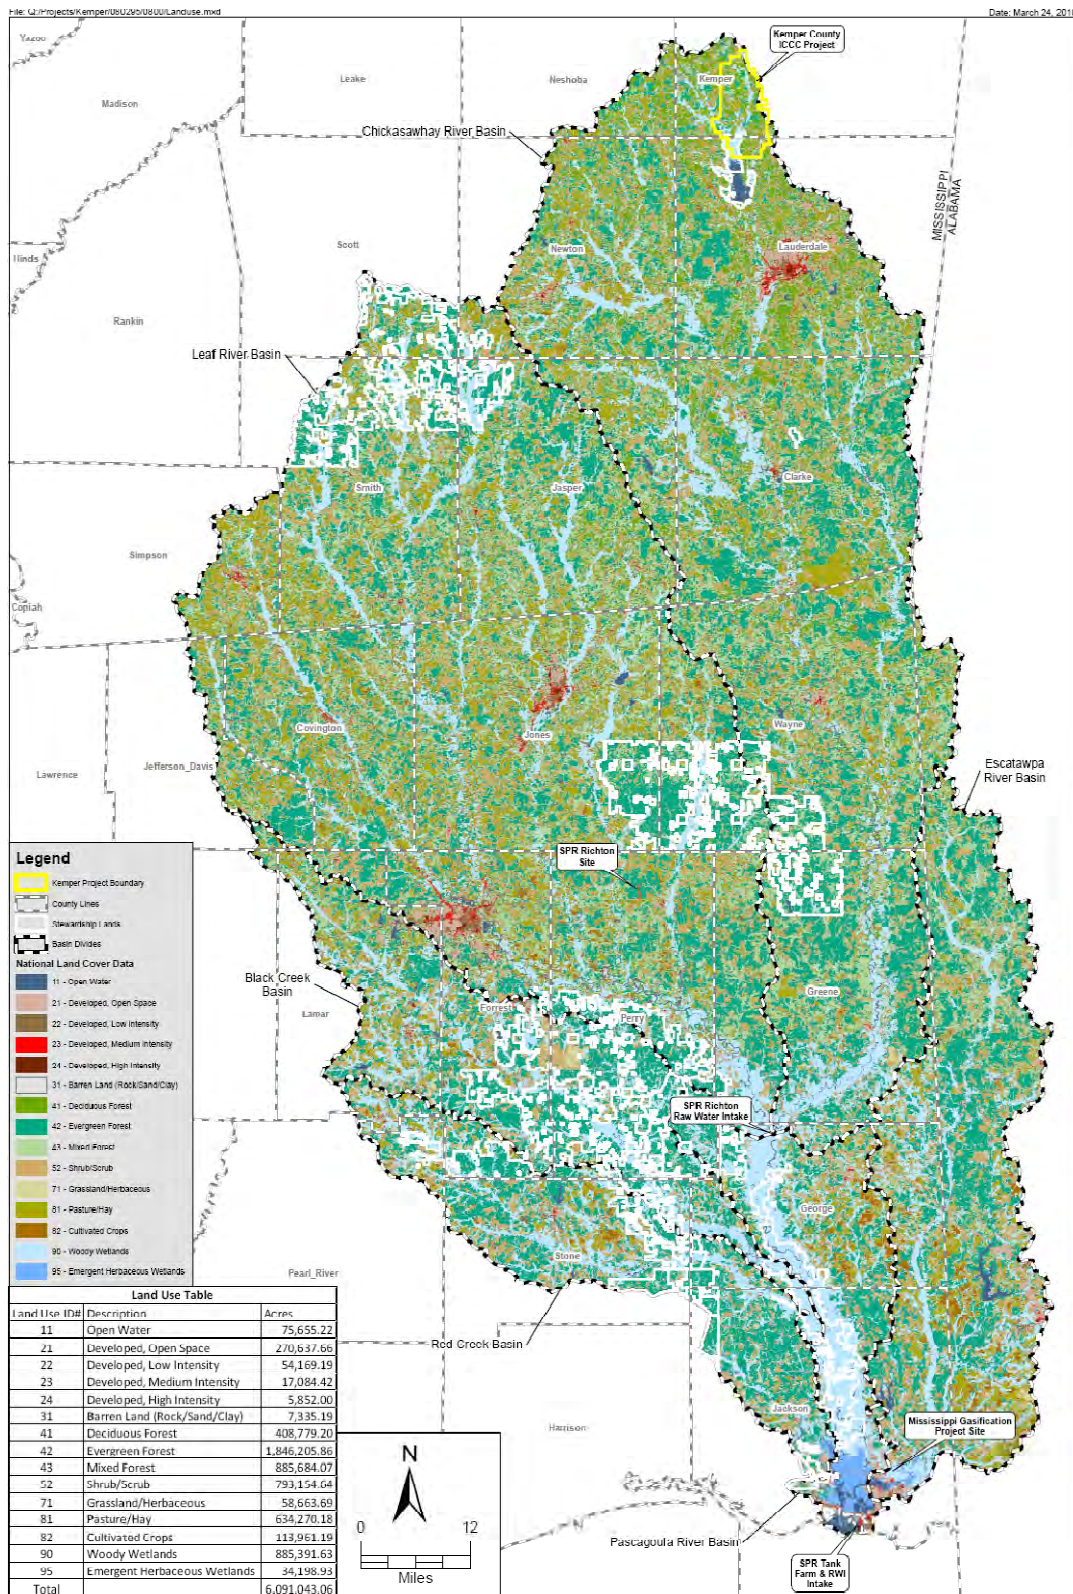 File: Q:/Projects/Kemper/080295/0800/Landuse.mxd
Date: March 24, 201
Yazoo
Kemper County
ICCC Project
Leake
Neshoba
Kemper
Madison
Chickasawhay River Basin
MISSISSIPPI
ALABAMA
Scott
Newton
Lauderdale
Hinds
Rankin
Leaf River Basin
Smith
Jasper
Clarke
Simpson
Copiah
Covington
Jones
Wayne
Lawrence
Jefferson_Davis
Escatawpa
River Basin
SPR Richton
Site
Black Creek
Basin
Lamar
Forrest
Perry
Greene
SPR Richton
Raw Water Intake
George
Stone
Pearl_River
Red Creek Basin
Jackson
Harrison
Mississippi Gasification
Project Site
Pascagoula River Basin
SPR Tank
Farm & RWI
Intake
Legend
Kemper Project Boundary
County Lines
Stewardship Lands
Basin Divides
National Land Cover Data
11 - Open Water
21 - Developed, Open Space
22 - Developed, Low Intensity
23 - Developed, Medium Intensity
24 - Developed, High Intensity
31 - Barren Land (Rock/Sand/Clay)
41 - Deciduous Forest
42 - Evergreen Forest
43 - Mixed Forest
52 - Shrub/Scrub
71 - Grassland/Herbaceous
81 - Pasture/Hay
82 - Cultivated Crops
90 - Woody Wetlands
95 - Emergent Herbaceous Wetlands
Land Use Table
Land Use ID# Description Acres
11 Open Water 75,655.22
21 Developed, Open Space 270,637.66
22 Developed, Low Intensity 54,169.19
23 Developed, Medium Intensity 17,084.42
24 Developed, High Intensity 5,852.00
31 Barren Land (Rock/Sand/Clay) 7,335.19
41 Deciduous Forest 408,779.20
42 Evergreen Forest 1,846,205.86
43 Mixed Forest 885,684.07
52 Shrub/Scrub 793,154.64
71 Grassland/Herbaceous 58,663.69
81 Pasture/Hay 634,270.18
82 Cultivated Crops 113,961.19
90 Woody Wetlands 885,391.63
95 Emergent Herbaceous Wetlands 34,198.93
Total 6,091,043.06
N
0 12
Miles